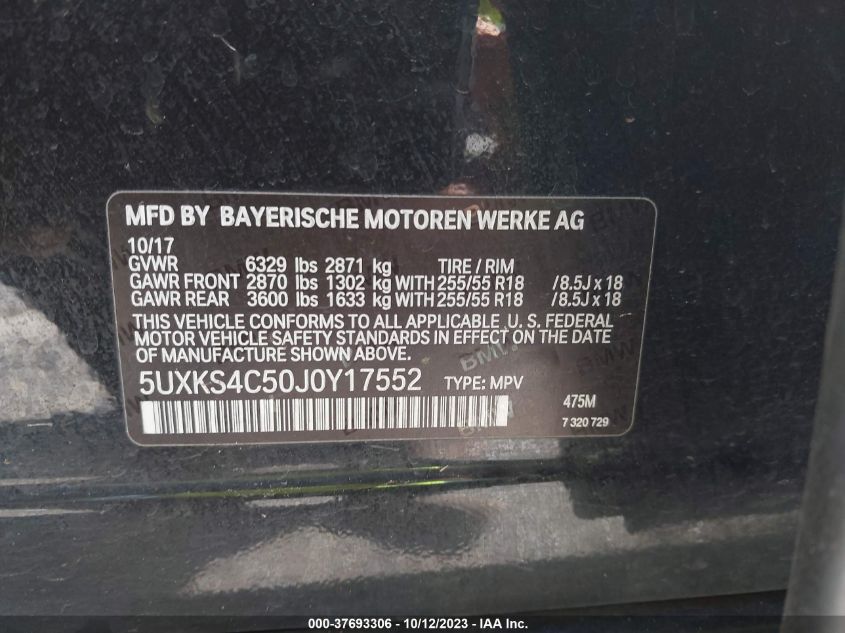 MFD BY BAYERISCHE MOTOREN WERKE AG
10/17
GVWR 6329 lbs 2871 kg TIRE / RIM
GAWR FRONT 2870 lbs 1302 kg WITH 255/55 R18 /8.5J x 18
GAWR REAR 3600 lbs 1633 kg WITH 255/55 R18 /8.5J x 18
THIS VEHICLE CONFORMS TO ALL APPLICABLE U. S. FEDERAL
MOTOR VEHICLE SAFETY STANDARDS IN EFFECT ON THE DATE
OF MANUFACTURE SHOWN ABOVE.
5UXKS4C50J0Y17552 TYPE: MPV 475M
7 320 729
000-37693306 - 10/12/2023 - IAA Inc.